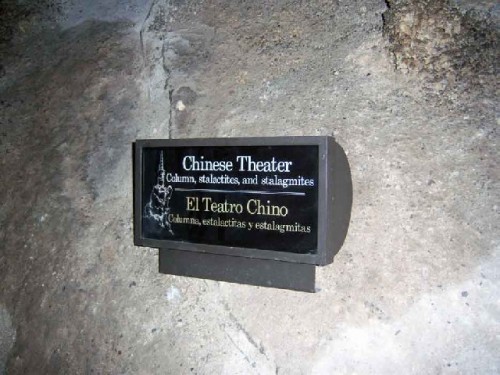 Chinese Theater
Column, stalactites, and stalagmites
El Teatro Chino
Columna, estalactitas y estalagmitas